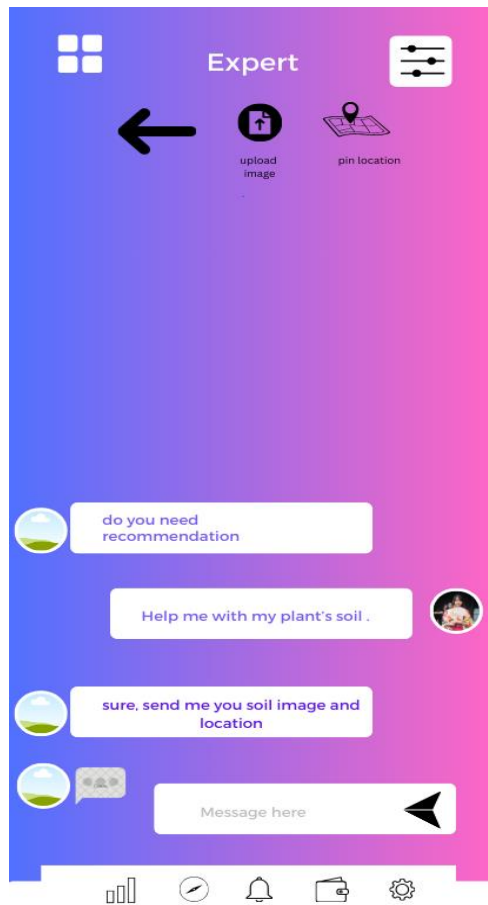 Expert
upload
image
pin location
do you need
recommendation
Help me with my plant's soil .
sure, send me you soil image and
location
Message here